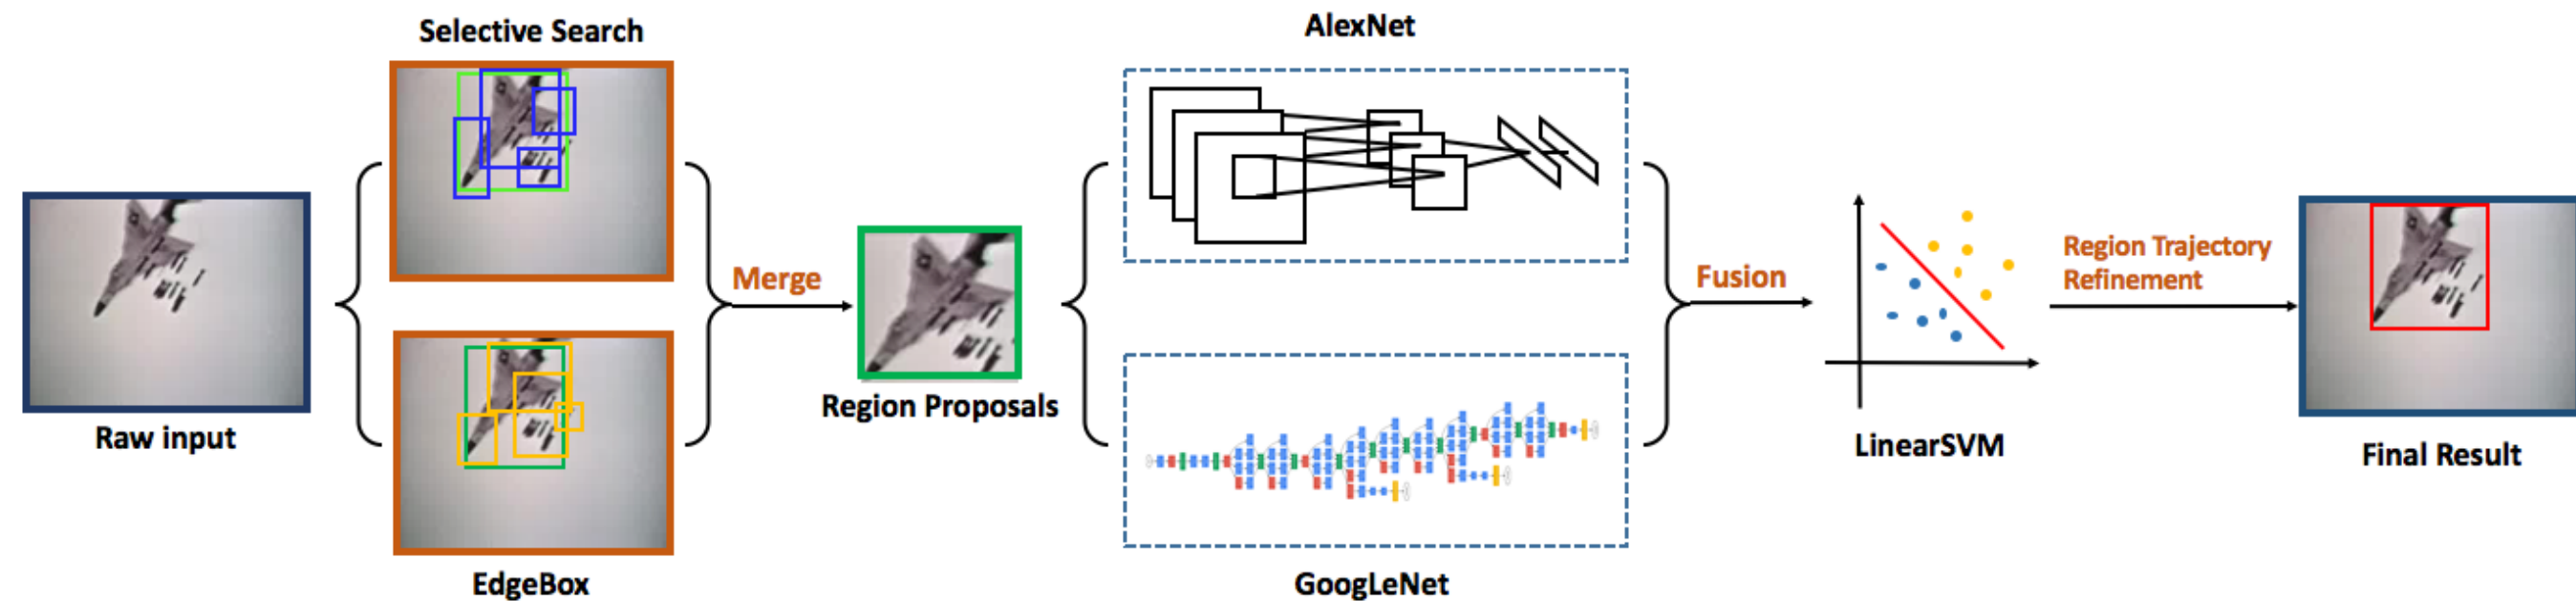 Selective Search
AlexNet
Merge
Fusion
Region Trajectory
Refinement
Raw input
Region Proposals
LinearSVM
Final Result
EdgeBox
GoogLeNet